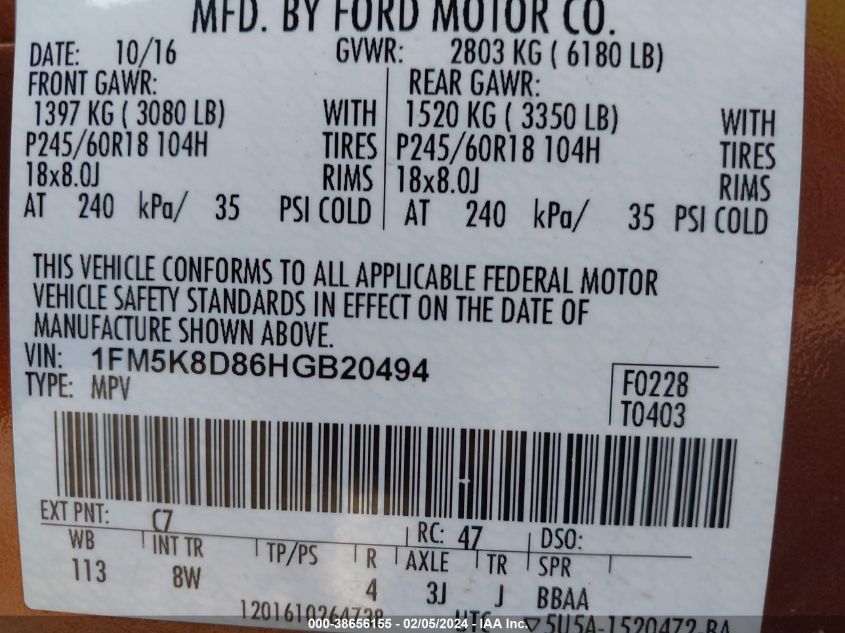 MFD. BY FORD MOTOR CO.
DATE: 10/16 GVWR: 2803 KG ( 6180 LB)
FRONT GAWR: REAR GAWR:
1397 KG ( 3080 LB) WITH 1520 KG ( 3350 LB) WITH
P245/60R18 104H TIRES P245/60R18 104H TIRES
18x8.0J RIMS 18x8.0J RIMS
AT 240 kPa/ 35 PSI COLD AT 240 kPa/ 35 PSI COLD
THIS VEHICLE CONFORMS TO ALL APPLICABLE FEDERAL MOTOR
VEHICLE SAFETY STANDARDS IN EFFECT ON THE DATE OF
MANUFACTURE SHOWN ABOVE.
VIN: 1FM5K8D86HGB20494
TYPE: MPV
F0228
T0403
EXT PNT: C7 RC: 47 DSO:
WB INT TR TP/PS R AXLE TR SPR
113 8W 4 3J J BBAA
1201610264738 UTC ▽5U5A-1520472-BA
000-38656155 - 02/05/2024 - IAA Inc.